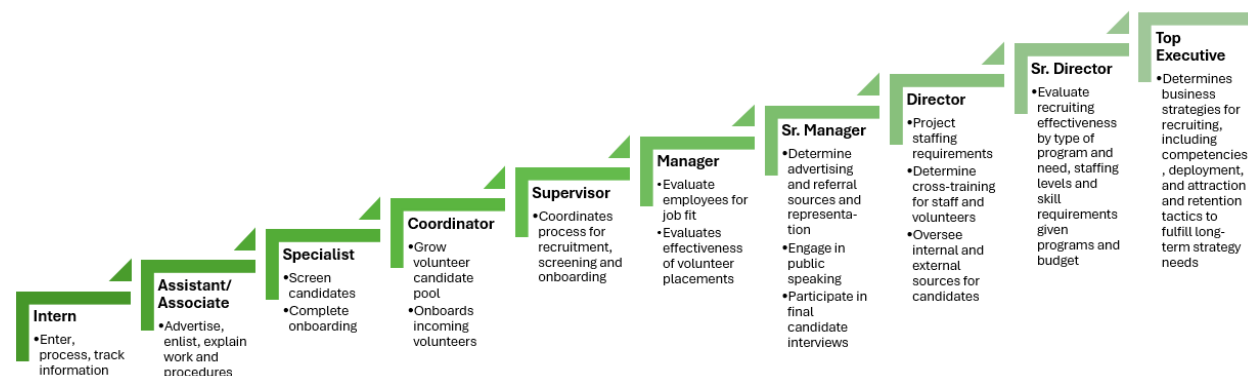 Intern
•Enter,
process, track
information
Assistant/
Associate
•Advertise,
enlist, explain
work and
procedures
Specialist
•Screen
candidates
•Complete
onboarding
Coordinator
•Grow
volunteer
candidate
pool
•Onboards
incoming
volunteers
Supervisor
•Coordinates
process for
recruitment,
screening and
onboarding
Manager
•Evaluate
employees for
job fit
•Evaluates
effectiveness
of volunteer
placements
Sr. Manager
•Determine
advertising
and referral
sources and
representa-
tion
•Engage in
public
speaking
•Participate in
final
candidate
interviews
Director
•Project
staffing
requirements
•Determine
cross-training
for staff and
volunteers
•Oversee
internal and
external
sources for
candidates
Sr. Director
•Evaluate
recruiting
effectiveness
by type of
program and
need, staffing
levels and
skill
requirements
given
programs and
budget
Top
Executive
•Determines
business
strategies for
recruiting,
including
competencies
, deployment,
and attraction
and retention
tactics to
fulfill long-
term strategy
needs